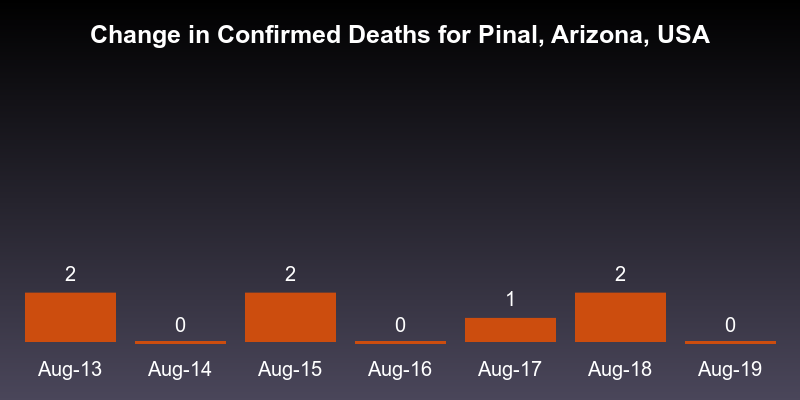 Change in Confirmed Deaths for Pinal, Arizona, USA
2 0 2 0 1 2 0
Aug-13 Aug-14 Aug-15 Aug-16 Aug-17 Aug-18 Aug-19